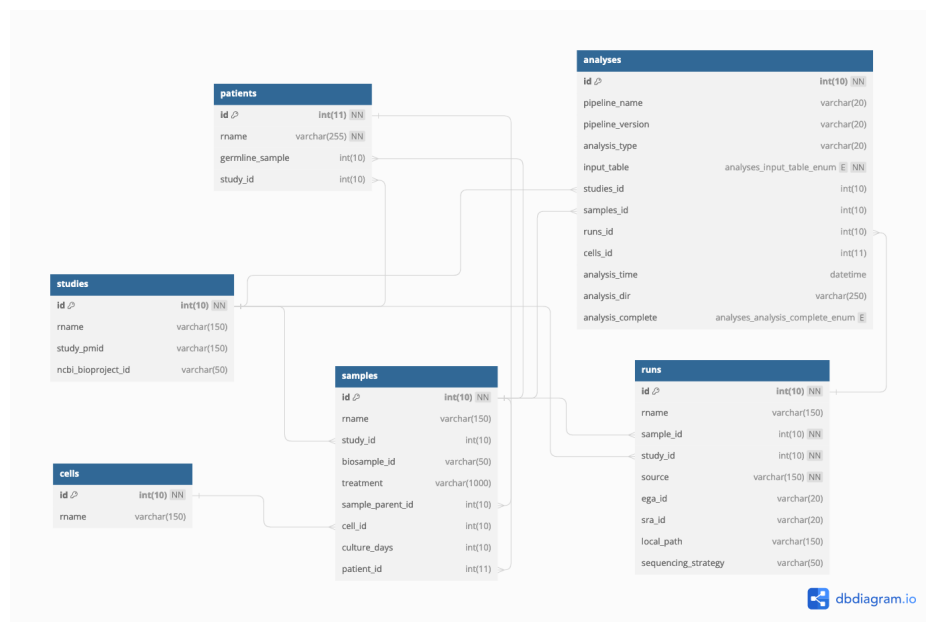 patients
id int(11) NN
rname varchar(255) NN
germline_sample int(10)
study_id int(10)
analyses
id int(10) NN
pipeline_name varchar(20)
pipeline_version varchar(20)
analysis_type varchar(20)
input_table analyses_input_table_enum E NN
studies_id int(10)
samples_id int(10)
runs_id int(10)
cells_id int(11)
analysis_time datetime
analysis_dir varchar(250)
analysis_complete analyses_analysis_complete_enum E
studies
id int(10) NN
rname varchar(150)
study_pmid varchar(150)
ncbi_bioproject_id varchar(50)
samples
id int(10) NN
rname varchar(150)
study_id int(10)
biosample_id varchar(50)
treatment varchar(1000)
sample_parent_id int(10)
cell_id int(10)
culture_days int(10)
patient_id int(11)
runs
id int(10) NN
rname varchar(150)
sample_id int(10) NN
study_id int(10) NN
source varchar(150) NN
ega_id varchar(20)
sra_id varchar(20)
local_path varchar(150)
sequencing_strategy varchar(50)
cells
id int(10) NN
rname varchar(150)
dbdiagram.io